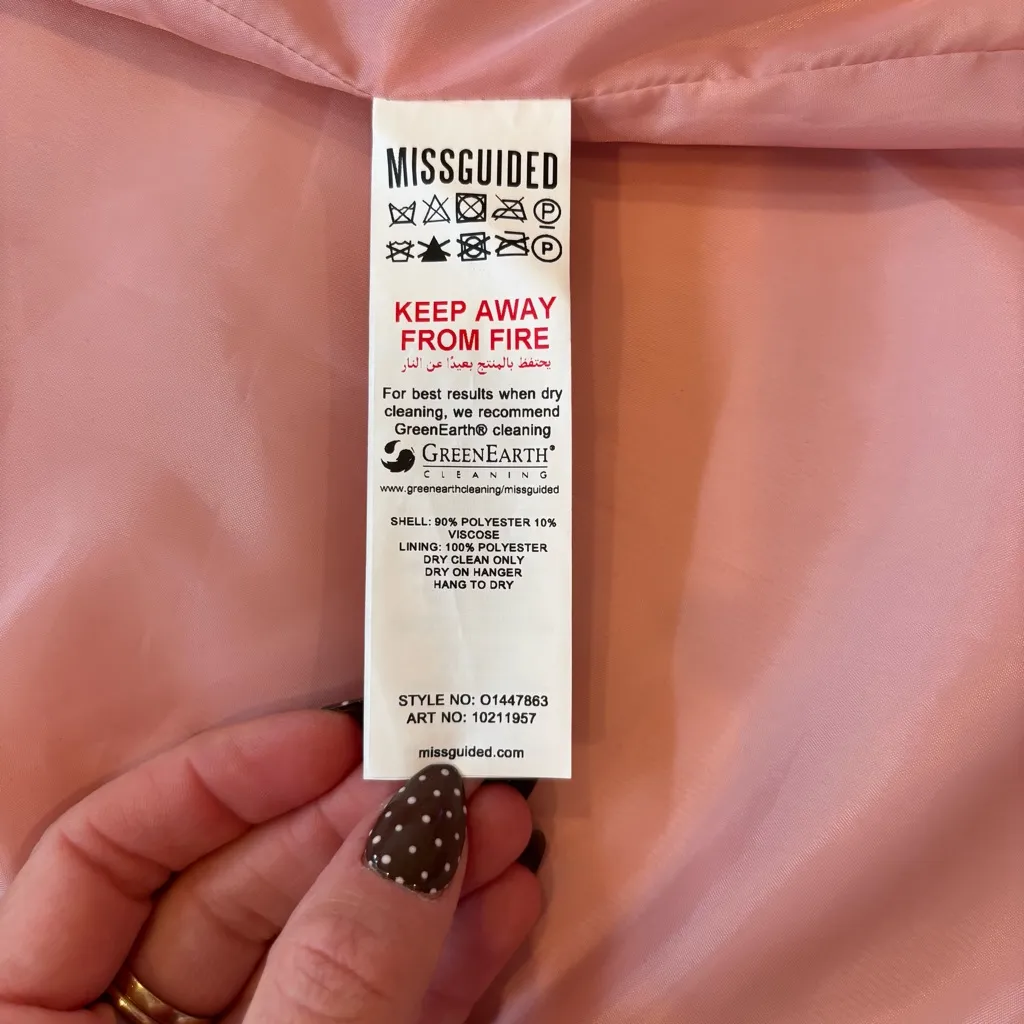 MISSGUIDED
P
P
KEEP AWAY
FROM FIRE
يحتفظ بالمنتج بعيدًا عن النار
For best results when dry
cleaning, we recommend
GreenEarth® cleaning
GREENEARTH®
CLEANING
www.greenearthcleaning/missguided
SHELL: 90% POLYESTER 10%
VISCOSE
LINING: 100% POLYESTER
DRY CLEAN ONLY
DRY ON HANGER
HANG TO DRY
STYLE NO: O1447863
ART NO: 10211957
missguided.com